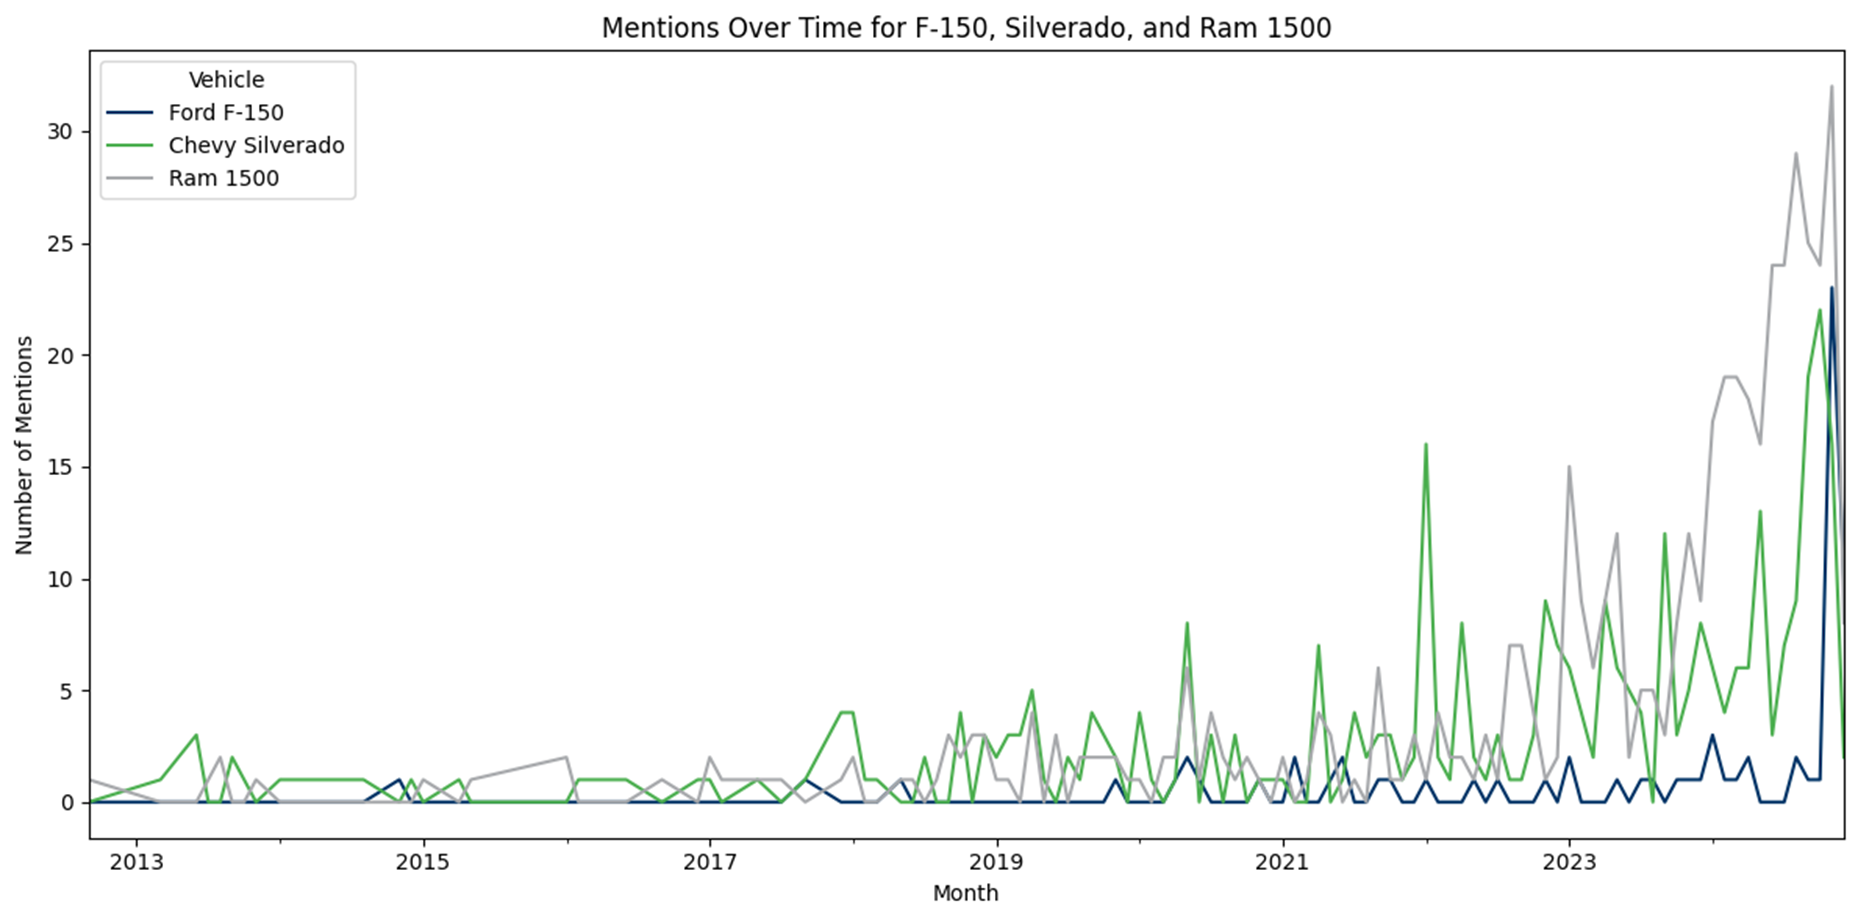 Mentions Over Time for F-150, Silverado, and Ram 1500
Vehicle
Ford F-150
Chevy Silverado
Ram 1500
Number of Mentions
30
25
20
15
10
5
0
2013 2015 2017 2019 2021 2023
Month